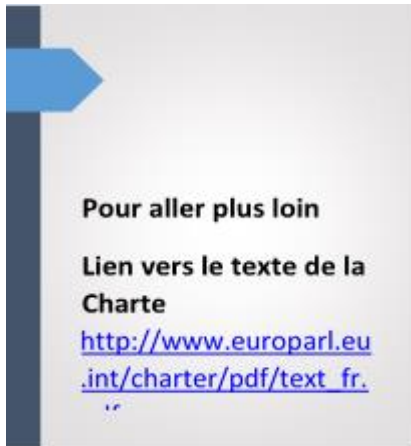 Pour aller plus loin
Lien vers le texte de la
Charte
http://www.europarl.eu
.int/charter/pdf/text_fr.